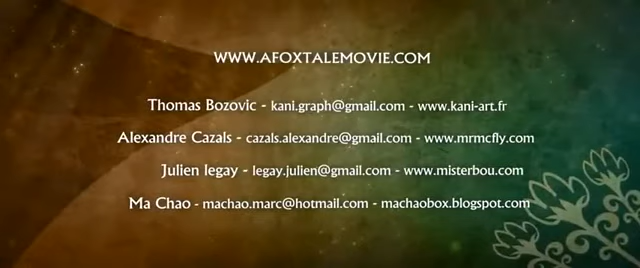 WWW.AFOXTALEMOVIE.COM
Thomas Bozovic - kani.graph@gmail.com - www.kani-art.fr
Alexandre Cazals - cazals.alexandre@gmail.com - www.mrmcfly.com
Julien legay - legay.julien@gmail.com - www.misterbou.com
Ma Chao - machao.marc@hotmail.com - machaobox.blogspot.com